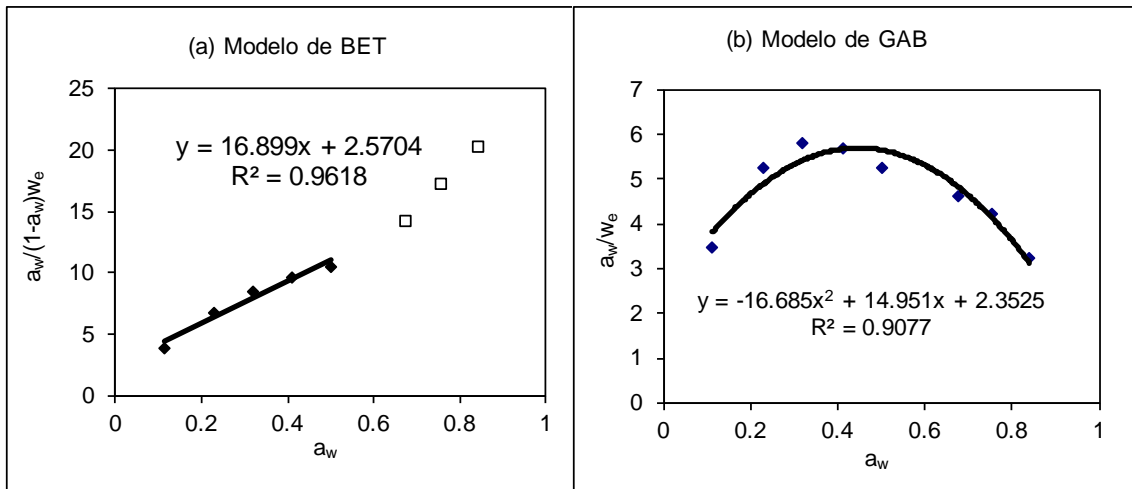 (a) Modelo de BET
25
20
15
10
5
0
y = 16.899x + 2.5704
R² = 0.9618
0 0.2 0.4 0.6 0.8 1
a_w
a_w/(1-a_w)w_e
(b) Modelo de GAB
7
6
5
4
3
2
1
0
y = -16.685x² + 14.951x + 2.3525
R² = 0.9077
0 0.2 0.4 0.6 0.8 1
a_w
a_w/w_e